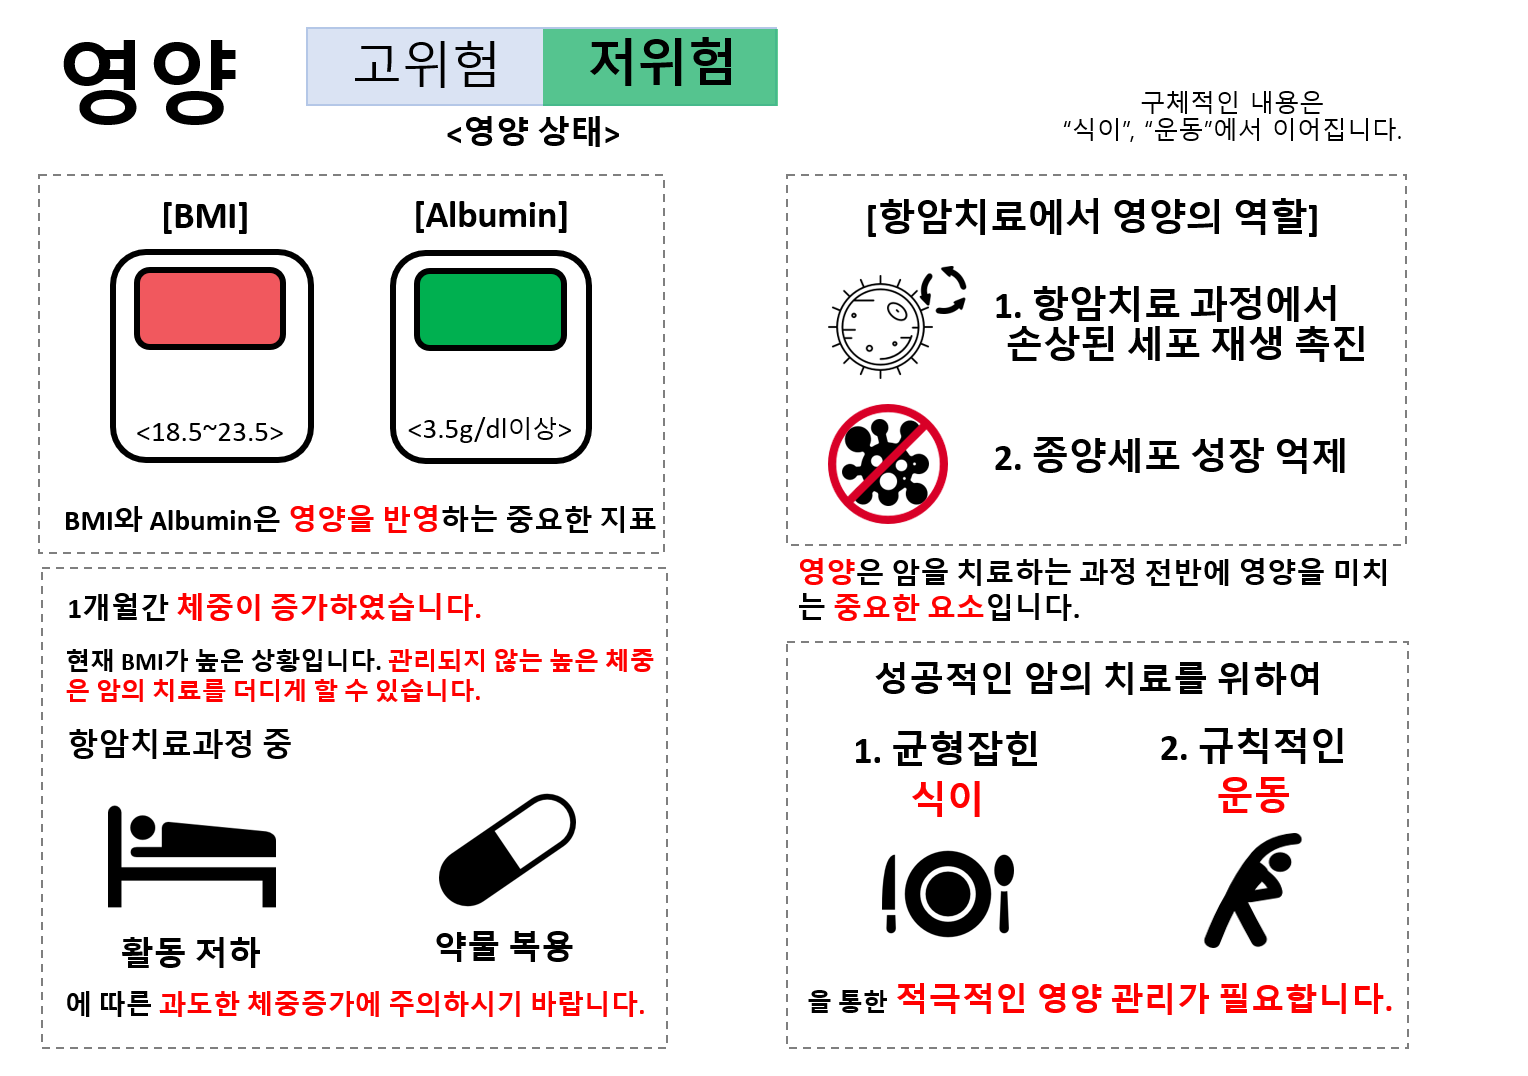 영양
고위험
저위험
<영양 상태>
구체적인 내용은
“식이”, “운동”에서 이어집니다.
[BMI]
[Albumin]
<18.5~23.5>
<3.5g/dl이상>
BMI와 Albumin은 영양을 반영하는 중요한 지표
1개월간 체중이 증가하였습니다.
현재 BMI가 높은 상황입니다. 관리되지 않는 높은 체중
은 암의 치료를 더디게 할 수 있습니다.
항암치료과정 중
활동 저하
약물 복용
에 따른 과도한 체중증가에 주의하시기 바랍니다.
[항암치료에서 영양의 역할]
1. 항암치료 과정에서
손상된 세포 재생 촉진
2. 종양세포 성장 억제
영양은 암을 치료하는 과정 전반에 영양을 미치
는 중요한 요소입니다.
성공적인 암의 치료를 위하여
1. 균형잡힌
식이
2. 규칙적인
운동
을 통한 적극적인 영양 관리가 필요합니다.